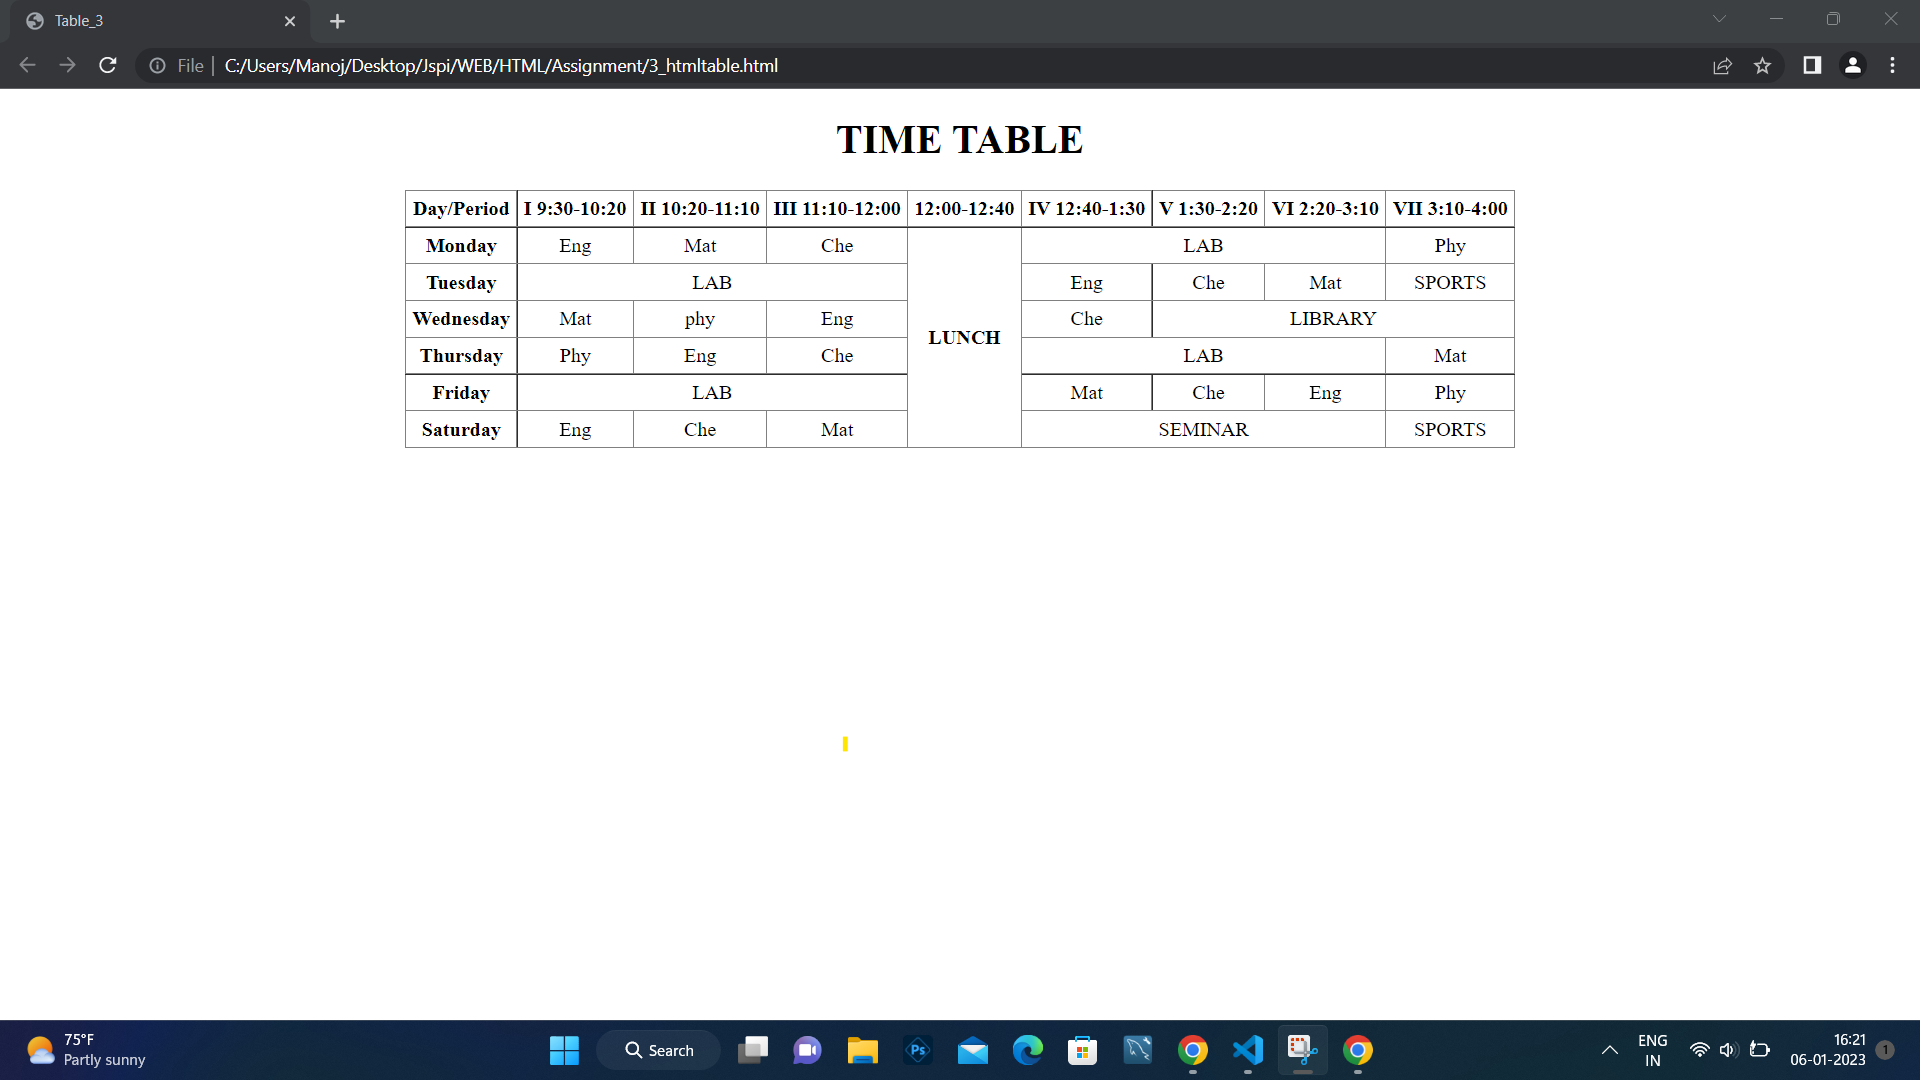 Table_3
File | C:/Users/Manoj/Desktop/Jspi/WEB/HTML/Assignment/3_htmltable.html
TIME TABLE
Day/Period I 9:30-10:20 II 10:20-11:10 III 11:10-12:00 12:00-12:40 IV 12:40-1:30 V 1:30-2:20 VI 2:20-3:10 VII 3:10-4:00
Monday Eng Mat Che LAB Phy
Tuesday LAB Eng Che Mat SPORTS
Wednesday Mat phy Eng Che LIBRARY
LUNCH
Thursday Phy Eng Che LAB Mat
Friday LAB Mat Che Eng Phy
Saturday Eng Che Mat SEMINAR SPORTS
75°F
Partly sunny
Search
Ps
ENG
IN
16:21
06-01-2023
1